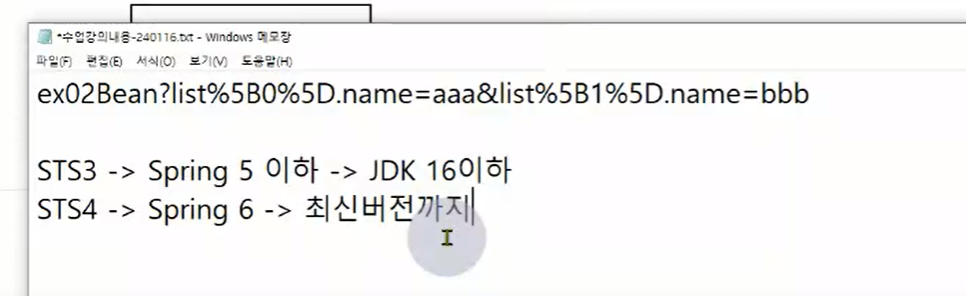 *수업강의내용-240116.txt - Windows 메모장
파일(F) 편집(E) 서식(O) 보기(V) 도움말(H)
ex02Bean?list%5B0%5D.name=aaa&list%5B1%5D.name=bbb
STS3 -> Spring 5 이하 -> JDK 16이하
STS4 -> Spring 6 -> 최신버전까지